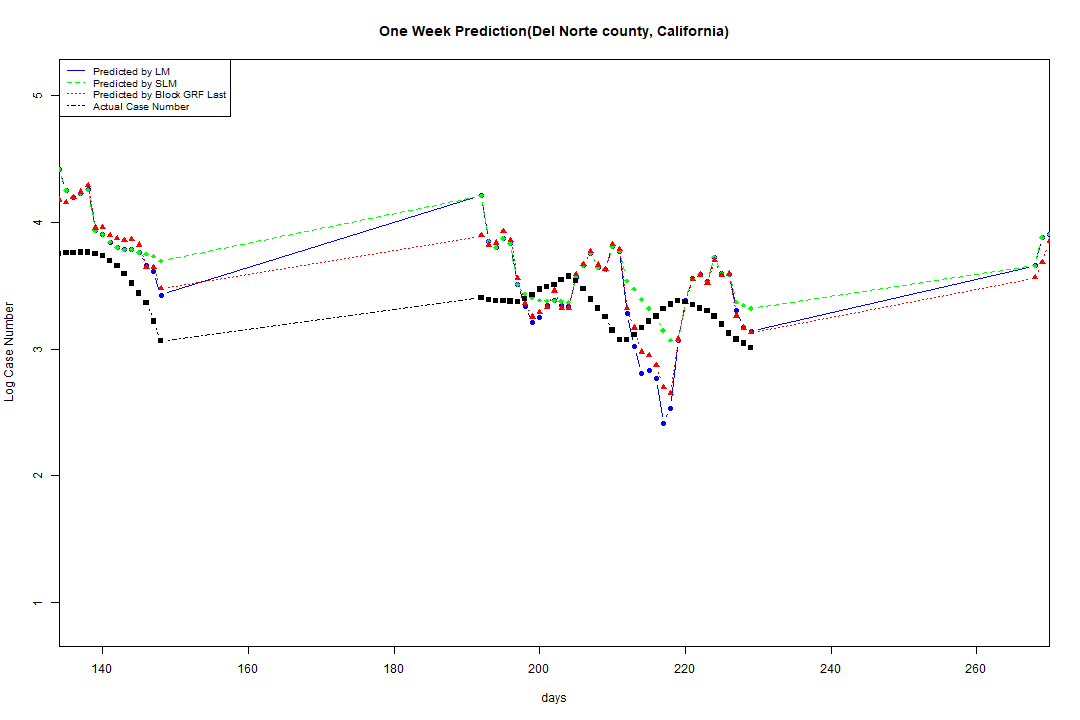 One Week Prediction(Del Norte county, California)
Predicted by LM
Predicted by SLM
Predicted by Block GRF Last
Actual Case Number
5
4
3
2
1
Log Case Number
140 160 180 200 220 240 260
days